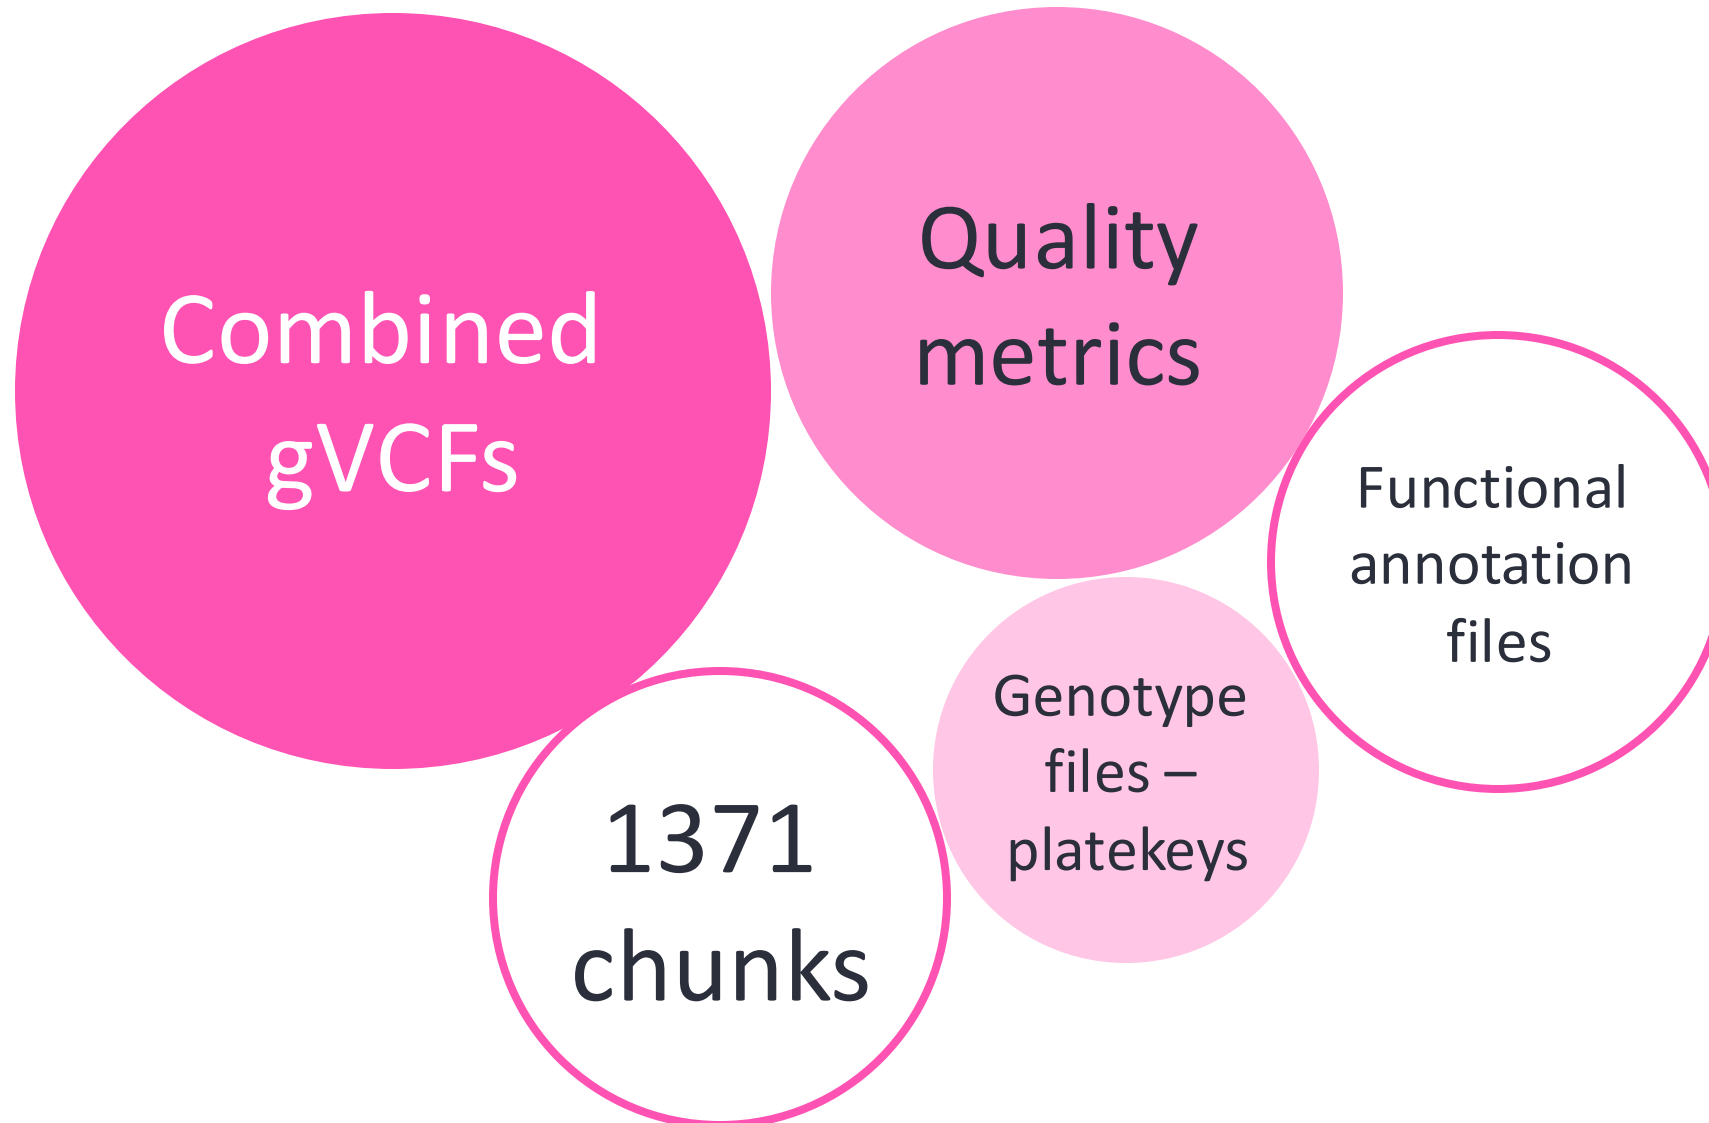 Combined
gVCFs
Quality
metrics
Functional
annotation
files
Genotype
files –
platekeys
1371
chunks